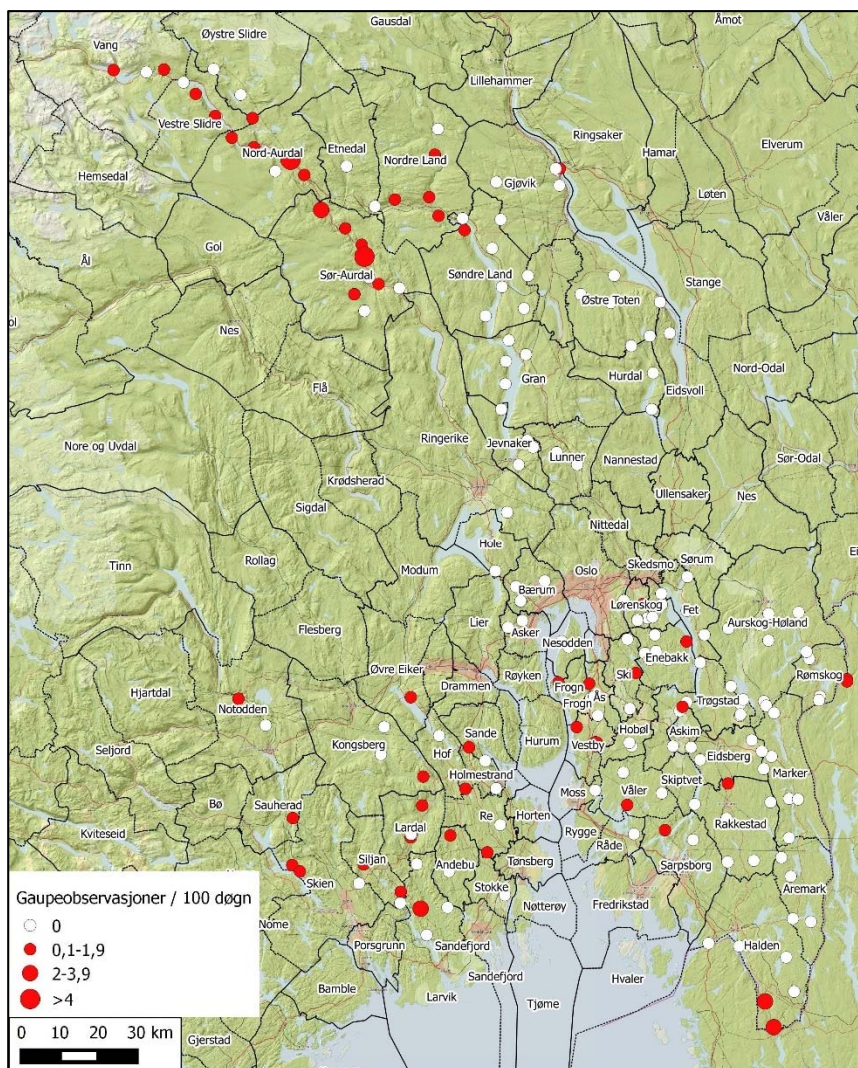 Gausdal
Åmot
Øystre Slidre
Vang
Lillehammer
Ringsaker
Vestre Slidre
Elverum
Hamar
Nord-Aurdal
Etnedal
Nordre Land
Hemsedal
Gjøvik
Løten
Våler
Gol
Ål
Sør-Aurdal
Søndre Land
Stange
Østre Toten
Nes
Flå
Gran
Hurdal
Eidsvoll
Nord-Odal
Nore og Uvdal
Ringerike
Jevnaker
Lunner
Nannestad
Sør-Odal
Krødsherad
Sigdal
Ullensaker
Nes
Nittedal
Hole
Rollag
Tinn
Modum
Oslo
Skedsmo
Sørum
Bærum
Lørenskog
Fet
Flesberg
Lier
Asker
Aurskog-Høland
Nesodden
Enebakk
Øvre Eiker
Røyken
Ski
Rømskog
Hjartdal
Drammen
Frogn
Ås
Trøgstad
Notodden
Frogn
Sande
Hobøl
Askim
Kongsberg
Hof
Hurum
Vestby
Seljord
Eidsberg
Holmestrand
Skiptvet
Marker
Bø
Sauherad
Moss
Våler
Horten
Re
Rakkestad
Kviteseid
Lardal
Rygge
Råde
Siljan
Andebu
Tønsberg
Sarpsborg
Skien
Stokke
Aremark
Nøtterøy
Fredrikstad
Nome
Porsgrunn
Sandefjord
Halden
Bamble
Larvik
Sandefjord
Hvaler
Tjøme
Gjerstad
Gaupeobservasjoner / 100 døgn
0
0,1-1,9
2-3,9
>4
0 10 20 30 km